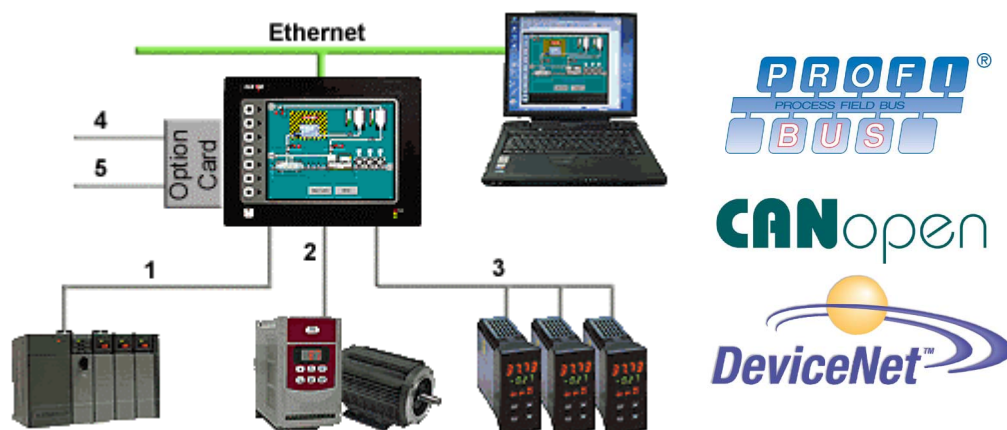 Ethernet
4
5
Option
Card
1
2
3
PROFI®
PROCESS FIELD BUS
BUS
CANopen
DeviceNet™